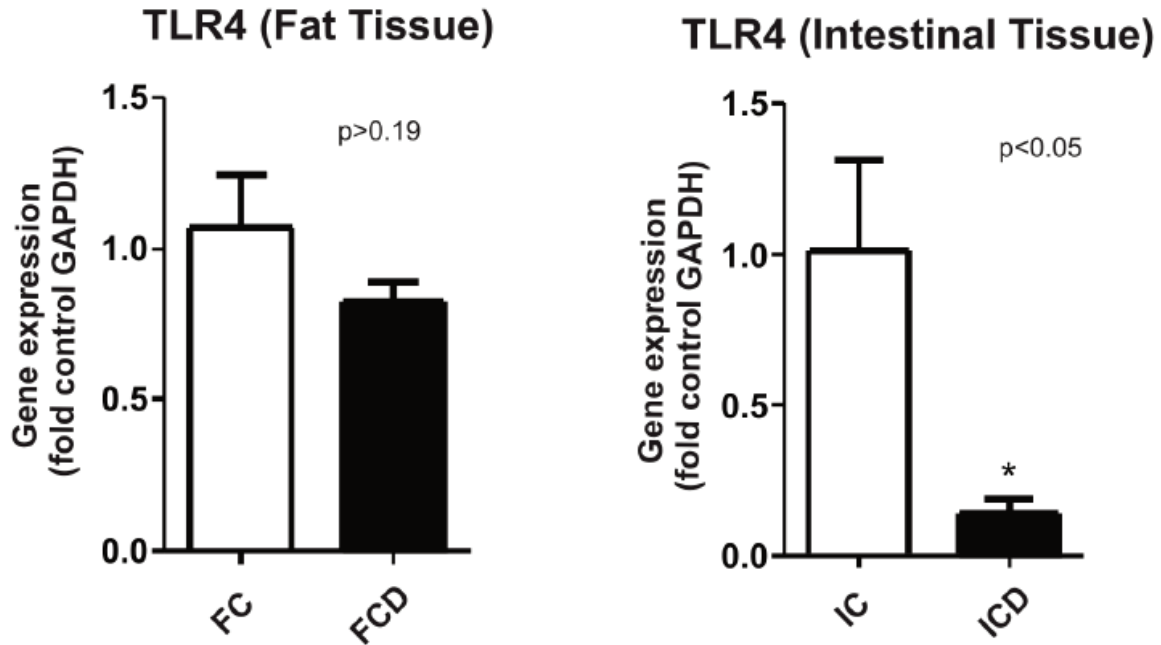 TLR4 (Fat Tissue)
Gene expression
(fold control GAPDH)
1.5
1.0
0.5
0.0
p>0.19
FC
FCD
TLR4 (Intestinal Tissue)
Gene expression
(fold control GAPDH)
1.5
1.0
0.5
0.0
p<0.05
*
IC
ICD